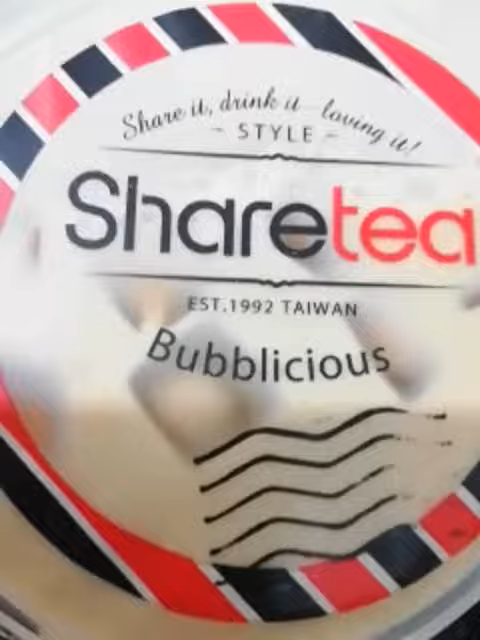 Share it, drink it loving it!
- STYLE -
Sharetea
EST.1992 TAIWAN
Bubblicious